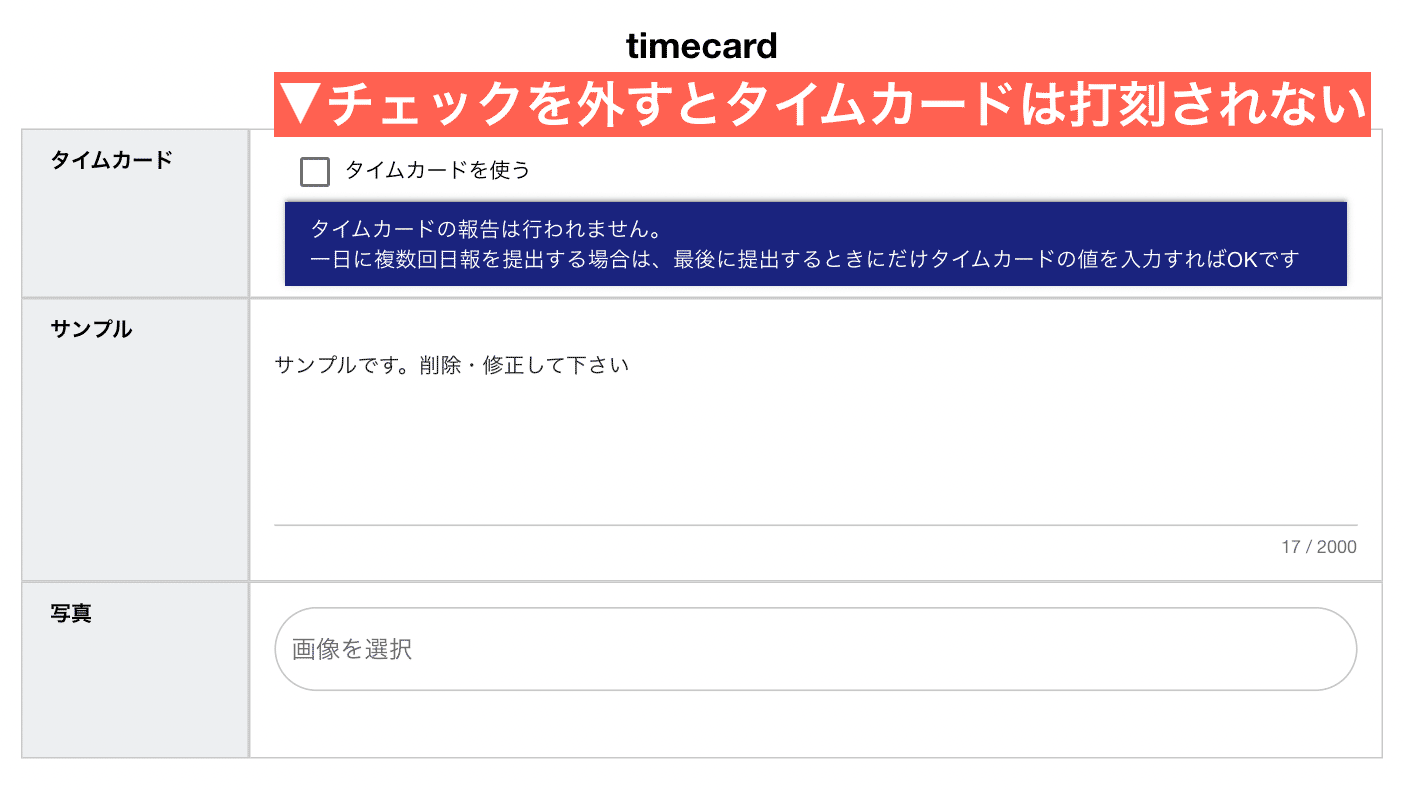 timecard
▼チェックを外すとタイムカードは打刻されない
タイムカード
タイムカードを使う
タイムカードの報告は行われません。
一日に複数回日報を提出する場合は、最後に提出するときにだけタイムカードの値を入力すればOKです
サンプル
サンプルです。削除・修正して下さい
17 / 2000
写真
画像を選択